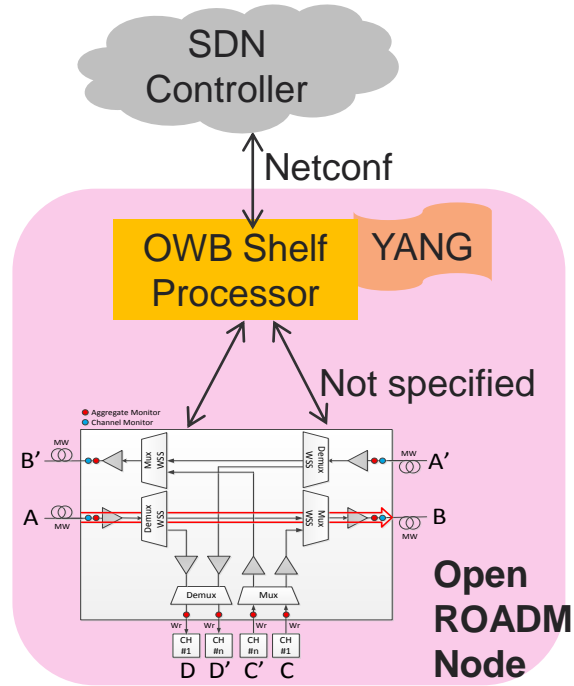 SDN
Controller
Netconf
OWB Shelf
Processor
YANG
Not specified
Aggregate Monitor
Channel Monitor
MW
B'
Mux
WSS
Demux
WSS
MW
A'
A
MW
Demux
WSS
Mux
WSS
MW
B
Demux
Mux
Wr
Wr
Wr
Wr
CH
#1
CH
#n
CH
#n
CH
#1
D
D'
C'
C
Open
ROADM
Node